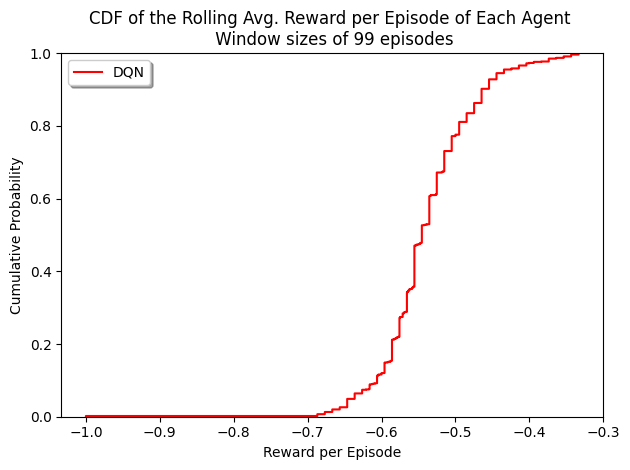 CDF of the Rolling Avg. Reward per Episode of Each Agent
Window sizes of 99 episodes
DQN
1.0
0.8
0.6
0.4
0.2
0.0
Cumulative Probability
−1.0 −0.9 −0.8 −0.7 −0.6 −0.5 −0.4 −0.3
Reward per Episode